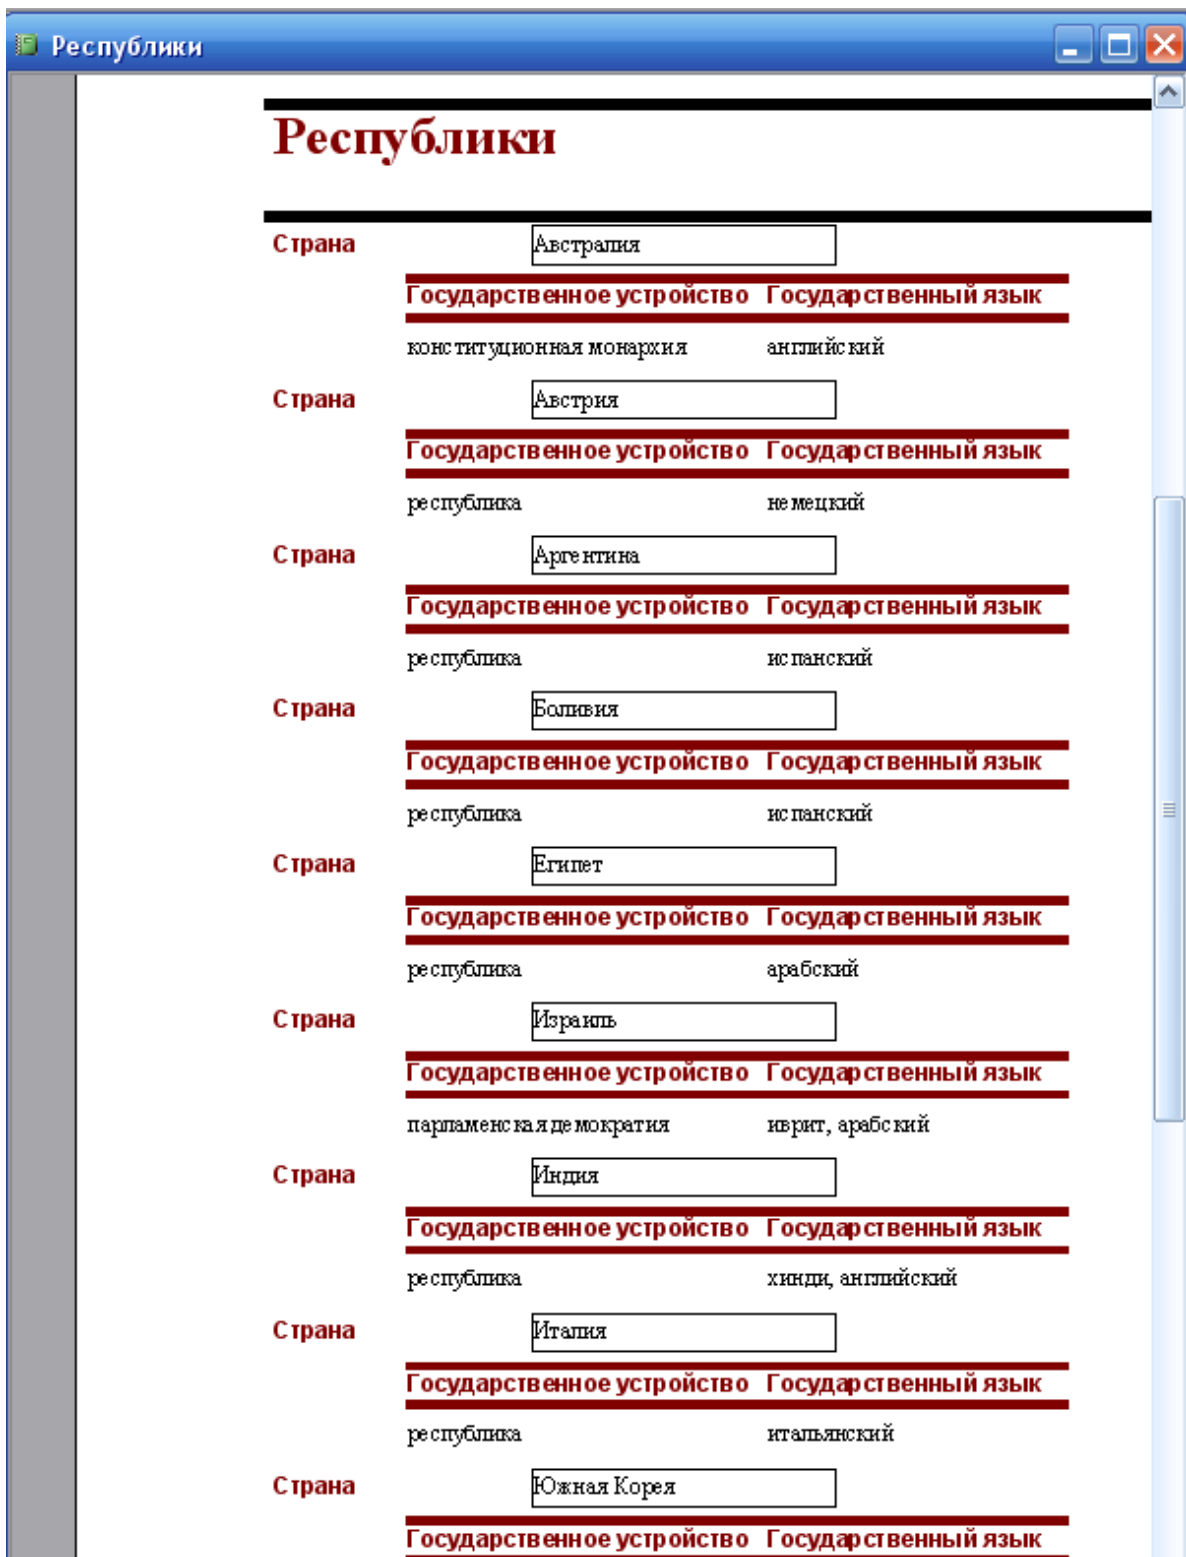 Республики
Республики
Страна Австралия
Государственное устройство Государственный язык
конституционная монархия английский
Страна Австрия
Государственное устройство Государственный язык
республика немецкий
Страна Аргентина
Государственное устройство Государственный язык
республика испанский
Страна Боливия
Государственное устройство Государственный язык
республика испанский
Страна Египет
Государственное устройство Государственный язык
республика арабский
Страна Израиль
Государственное устройство Государственный язык
парламенская демократия иврит, арабский
Страна Индия
Государственное устройство Государственный язык
республика хинди, английский
Страна Италия
Государственное устройство Государственный язык
республика итальянский
Страна Южная Корея
Государственное устройство Государственный язык